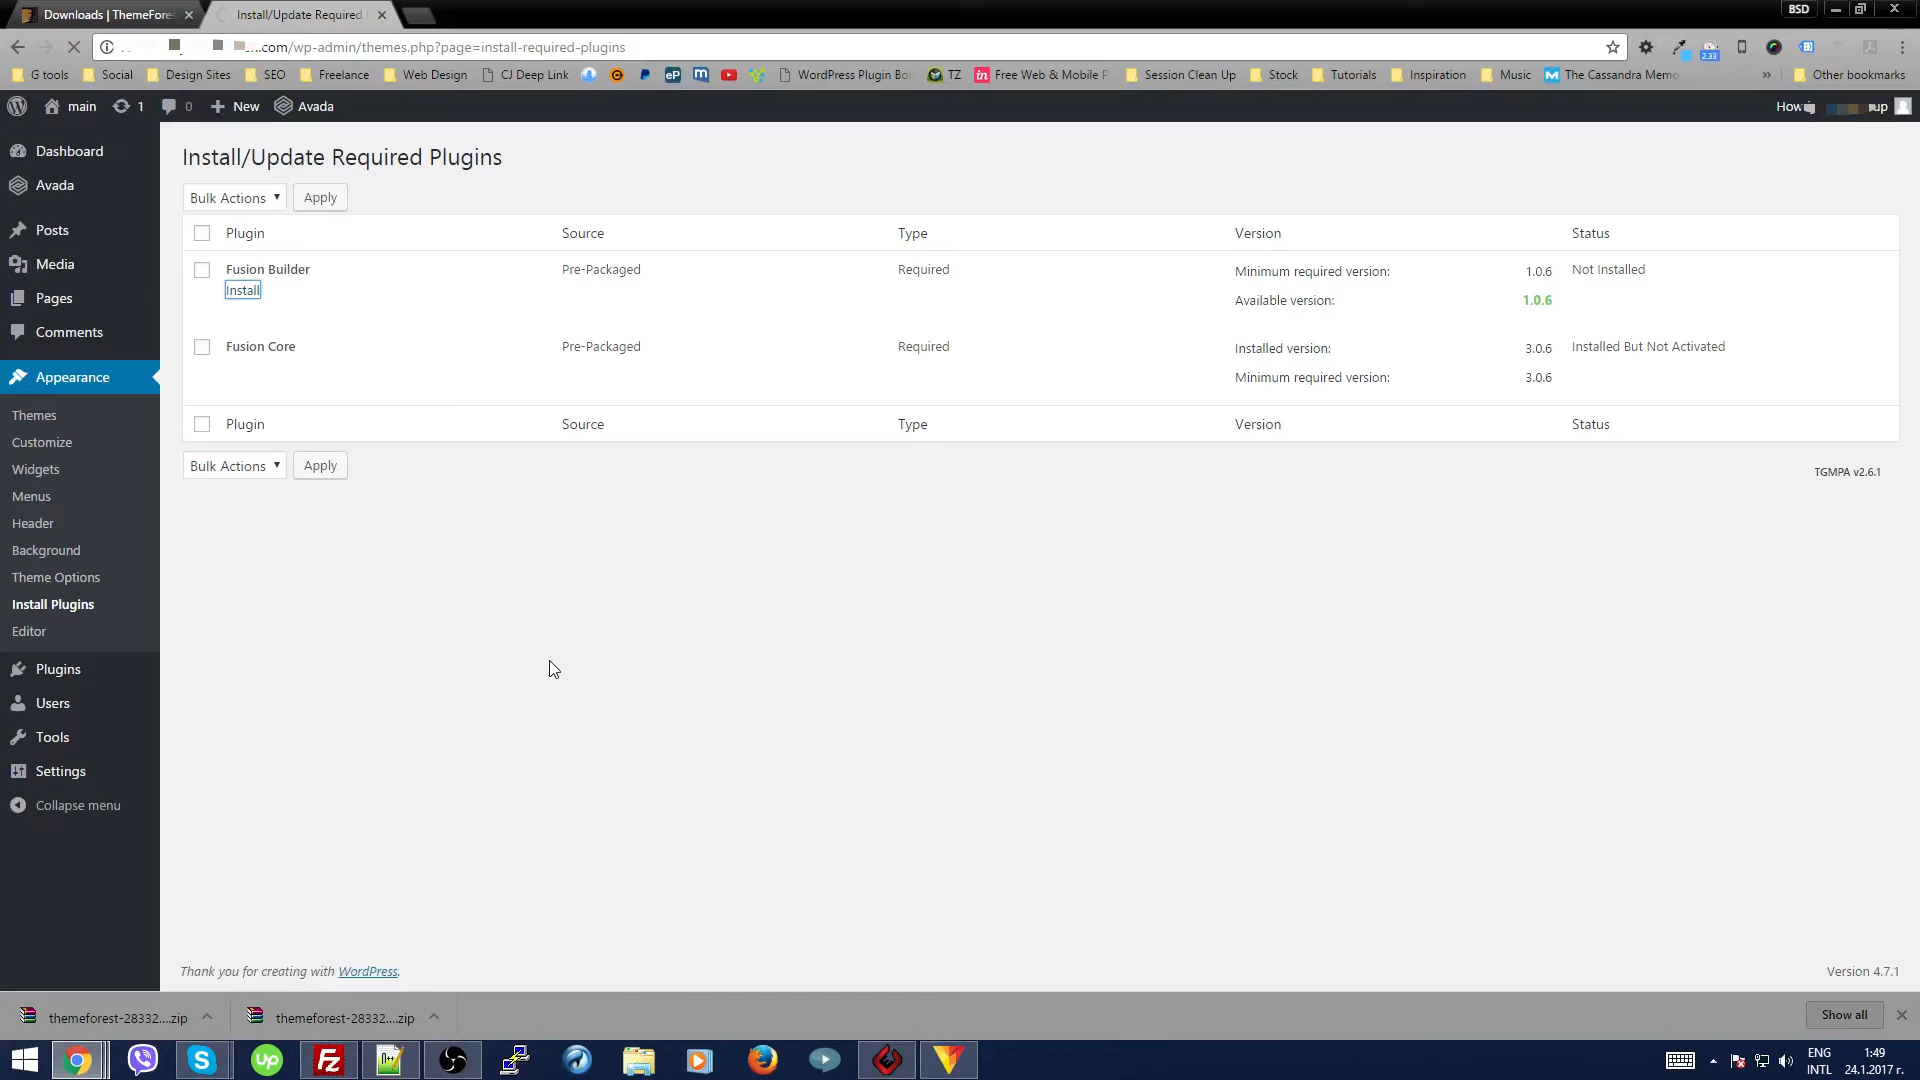 Downloads | ThemeFores
Install/Update Required
BSD
.com/wp-admin/themes.php?page=install-required-plugins
2.33
G tools
Social
Design Sites
SEO
Freelance
Web Design
CJ Deep Link
eP
WordPress Plugin Boi
TZ
in
Free Web & Mobile P
Session Clean Up
Stock
Tutorials
Inspiration
Music
The Cassandra Memo
»
Other bookmarks
main
1
0
New
Avada
How
up
Dashboard
Avada
Posts
Media
Pages
Comments
Appearance
Themes
Customize
Widgets
Menus
Header
Background
Theme Options
Install Plugins
Editor
Plugins
Users
Tools
Settings
Collapse menu
Install/Update Required Plugins
Bulk Actions
Apply
Plugin
Source
Type
Version
Status
Fusion Builder
Pre-Packaged
Required
Minimum required version:
1.0.6
Not Installed
Install
Available version:
1.0.6
Fusion Core
Pre-Packaged
Required
Installed version:
3.0.6
Installed But Not Activated
Minimum required version:
3.0.6
Plugin
Source
Type
Version
Status
Bulk Actions
Apply
TGMPA v2.6.1
Thank you for creating with WordPress.
Version 4.7.1
themeforest-28332....zip
themeforest-28332....zip
Show all
Up
Fz
ENG
INTL
1:49
24.1.2017 г.